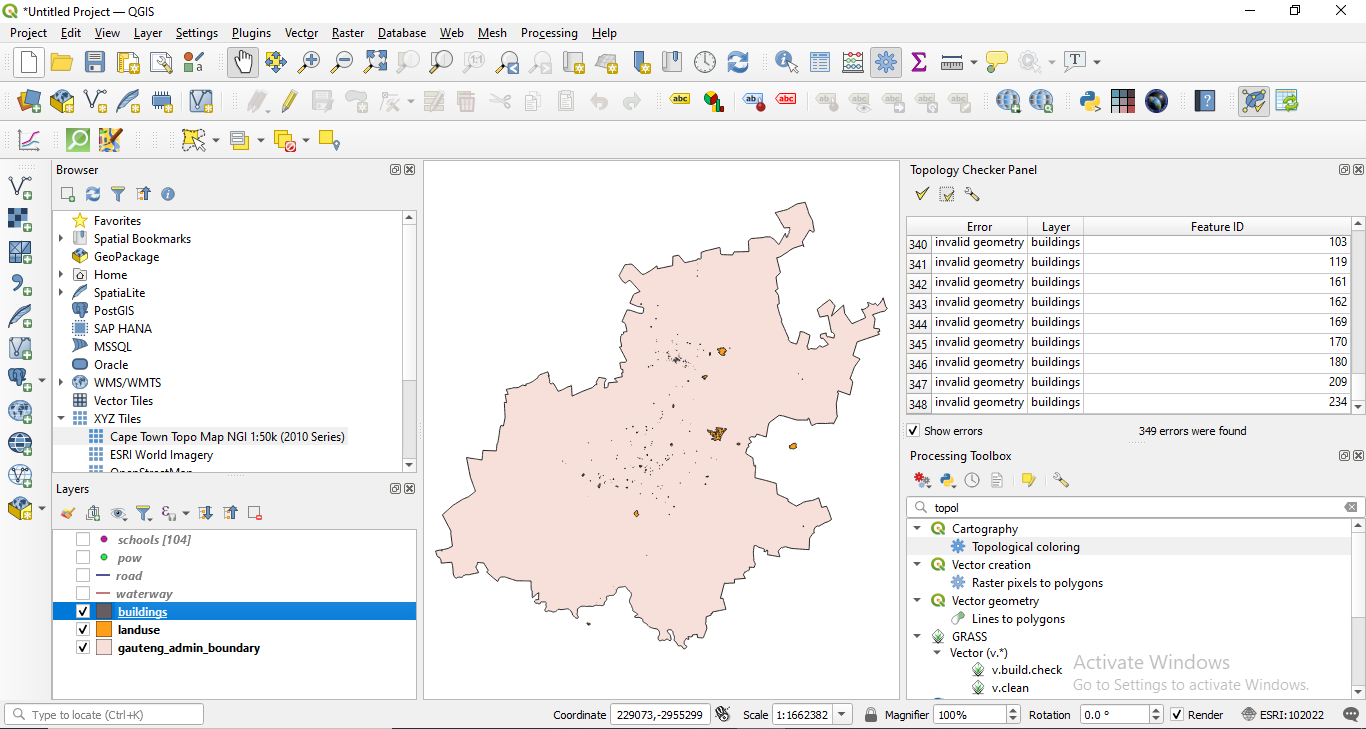 *Untitled Project — QGIS
Project Edit View Layer Settings Plugins Vector Raster Database Web Mesh Processing Help
Browser
Favorites
Spatial Bookmarks
GeoPackage
Home
SpatiaLite
PostGIS
SAP HANA
MSSQL
Oracle
WMS/WMTS
Vector Tiles
XYZ Tiles
Cape Town Topo Map NGI 1:50k (2010 Series)
ESRI World Imagery
OpenStreetMap
Layers
schools [104]
pow
road
waterway
buildings
landuse
gauteng_admin_boundary
Topology Checker Panel
Error Layer Feature ID
340 invalid geometry buildings 103
341 invalid geometry buildings 119
342 invalid geometry buildings 161
343 invalid geometry buildings 162
344 invalid geometry buildings 169
345 invalid geometry buildings 170
346 invalid geometry buildings 180
347 invalid geometry buildings 209
348 invalid geometry buildings 234
Show errors 349 errors were found
Processing Toolbox
topol
Cartography
Topological coloring
Vector creation
Raster pixels to polygons
Vector geometry
Lines to polygons
GRASS
Vector (v.*)
v.build.check
v.clean
Activate Windows
Go to Settings to activate Windows.
Type to locate (Ctrl+K) Coordinate 229073,-2955299 Scale 1:1662382 Magnifier 100% Rotation 0.0 ° Render ESRI:102022